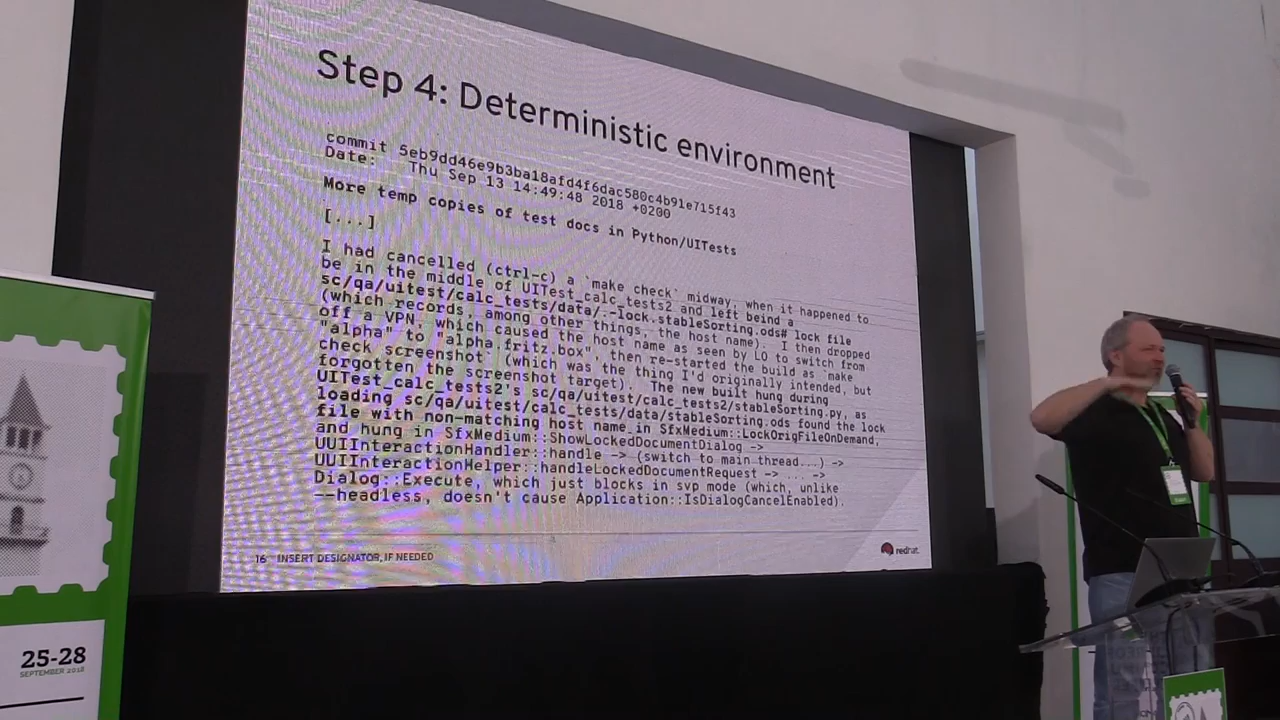 Step 4: Deterministic environment
commit 5eb9dd46e9b3ba18afd4f6dac580c4b91e715f43
Date: Thu Sep 13 14:49:48 2018 +0200
More temp copies of test docs in Python/UITests
[...]
I had cancelled (ctrl-c) a `make check` midway, when it happened to
be in the middle of UITest_calc_tests2 and left being a
sc/qa/uitest/calc_tests/data/.~lock.stableSorting.ods# lock file
(which records, among other things, the host name). I then dropped
off a VPN, which caused the host name as seen by LO to switch from
"alpha" to "alpha.fritz.box", then re-started the build as `make
check screenshot` (which was the thing I'd originally intended, but
forgotten the screenshot target). The new built hung during
UITest_calc_tests2's sc/qa/uitest/calc_tests2/stableSorting.py, as
loading sc/qa/uitest/calc_tests/data/stableSorting.ods found the lock
file with non-matching host name in SfxMedium::LockOrigFileOnDemand,
and hung in SfxMedium::ShowLockedDocumentDialog ->
UUIInteractionHandler::handle -> (switch to main thread...) ->
UUIInteractionHelper::handleLockedDocumentRequest -> ... ->
Dialog::Execute, which just blocks in svp mode (which, unlike
--headless, doesn't cause Application::IsDialogCancelEnabled).
16 INSERT DESIGNATOR, IF NEEDED
redhat.
25-28
SEPTEMBER 2018